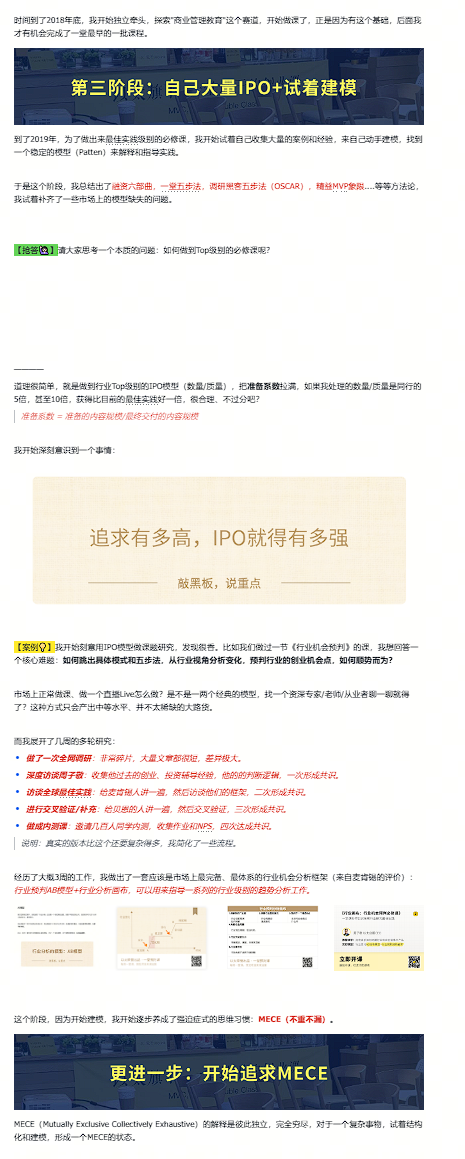 时间到了2018年底，我开始独立牵头，探索"商业管理教育"这个赛道，开始做课了，正是因为有这个基础，后面我
才有机会完成了一堂最早的一批课程。
第三阶段：自己大量IPO+试着建模
到了2019年，为了做出来最佳实践级别的必修课，我开始试着自己收集大量的案例和经验，来自己动手建模，找到
一个稳定的模型（Patten）来解释和指导实践。
于是这个阶段，我总结出了融资六部曲，一堂五步法，调研黑客五步法（OSCAR），精益MVP象限....等等方法论，
我试着补齐了一些市场上的模型缺失的问题。
【抢答】请大家思考一个本质的问题：如何做到Top级别的必修课呢？
道理很简单，就是做到行业Top级别的IPO模型（数量/质量），把准备系数拉满，如果我处理的数量/质量是同行的
5倍，甚至10倍，获得比目前的最佳实践好一倍，很合理、不过分吧？
准备系数 = 准备的内容规模/最终交付的内容规模
我开始深刻意识到一个事情：
追求有多高，IPO就得有多强
敲黑板，说重点
【案例】我开始刻意用IPO模型做课题研究，发现很香。比如我们做过一节《行业机会预判》的课，我想回答一
个核心难题：如何跳出具体模式和五步法，从行业视角分析变化，预判行业的创业机会点，如何顺势而为？
市场上正常做课、做一个直播Live怎么做？是不是一两个经典的模型，找一个资深专家/老师/从业者聊一聊就得
了？这种方式只会产出中等水平、并不太稀缺的大路货。
而我展开了几周的多轮研究：
做了一次全网调研：非常碎片，大量文章都很短，差异极大。
深度访谈周子敬：收集他过去的创业、投资辅导经验，他的的判断逻辑，一次形成共识。
访谈全球最佳实践：给麦肯锡人讲一遍，然后访谈他们的框架，二次形成共识。
进行交叉验证/补充：给贝恩的人讲一遍，然后交叉验证，三次形成共识。
做成内测课：邀请几百人同学内测，收集作业和NPS，四次达成共识。
说明：真实的版本比这个还要复杂得多，我简化了一些流程。
经历了大概3周的工作，我做出了一套应该是市场上最完备、最体系的行业机会分析框架（来自麦肯锡的评价）：
行业预判AB模型+行业分析画布，可以用来指导一系列的行业级别的趋势分析工作。
立即开课
这个阶段，因为开始建模，我开始逐步养成了强迫症式的思维习惯：MECE（不重不漏）。
更进一步：开始追求MECE
MECE（Mutually Exclusive Collectively Exhaustive）的解释是彼此独立，完全穷尽，对于一个复杂事物，试着结构
化和建模，形成一个MECE的状态。